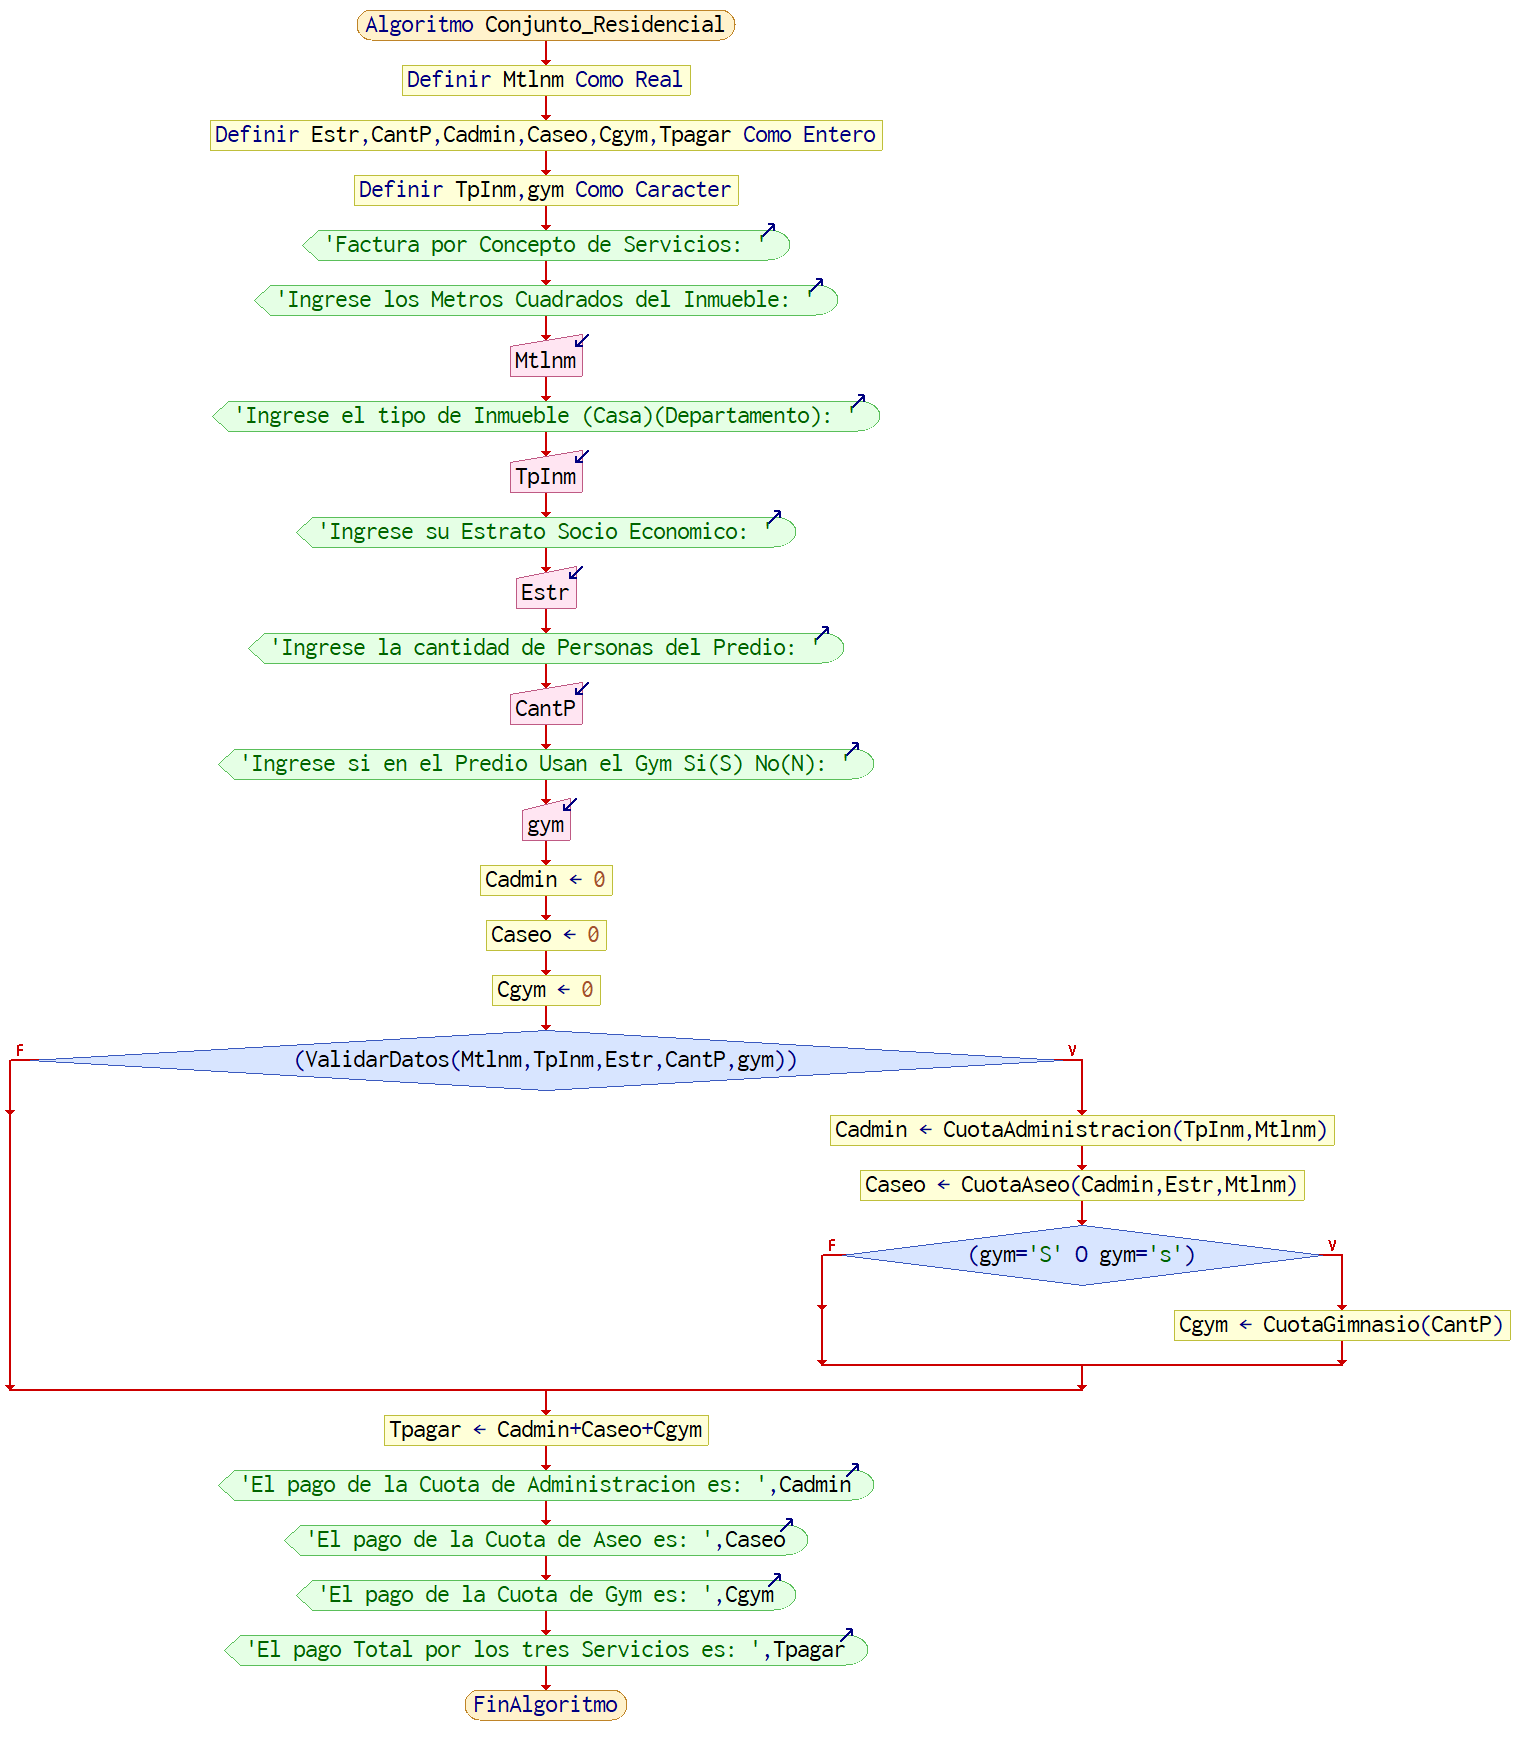 Algoritmo Conjunto_Residencial
Definir Mtlnm Como Real
Definir Estr,CantP,Cadmin,Caseo,Cgym,Tpagar Como Entero
Definir TpInm,gym Como Caracter
'Factura por Concepto de Servicios: '
'Ingrese los Metros Cuadrados del Inmueble: '
Mtlnm
'Ingrese el tipo de Inmueble (Casa)(Departamento): '
TpInm
'Ingrese su Estrato Socio Economico: '
Estr
'Ingrese la cantidad de Personas del Predio: '
CantP
'Ingrese si en el Predio Usan el Gym Si(S) No(N): '
gym
Cadmin ← 0
Caseo ← 0
Cgym ← 0
F
(ValidarDatos(Mtlnm,TpInm,Estr,CantP,gym))
V
Cadmin ← CuotaAdministracion(TpInm,Mtlnm)
Caseo ← CuotaAseo(Cadmin,Estr,Mtlnm)
F
(gym='S' O gym='s')
V
Cgym ← CuotaGimnasio(CantP)
Tpagar ← Cadmin+Caseo+Cgym
'El pago de la Cuota de Administracion es: ',Cadmin
'El pago de la Cuota de Aseo es: ',Caseo
'El pago de la Cuota de Gym es: ',Cgym
'El pago Total por los tres Servicios es: ',Tpagar
FinAlgoritmo